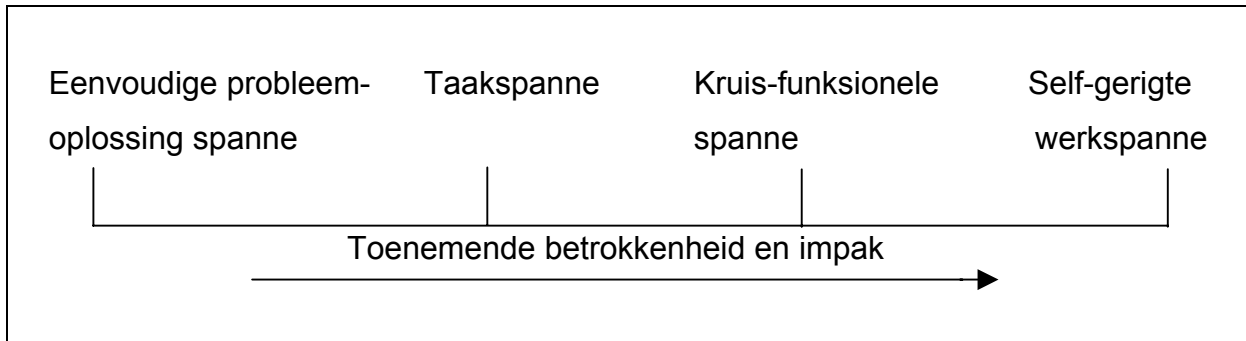 Eenvoudige probleem- Taakspanne Kruis-funksionele Self-gerigte
oplossing spanne spanne werkspanne
Toenemende betrokkenheid en impak